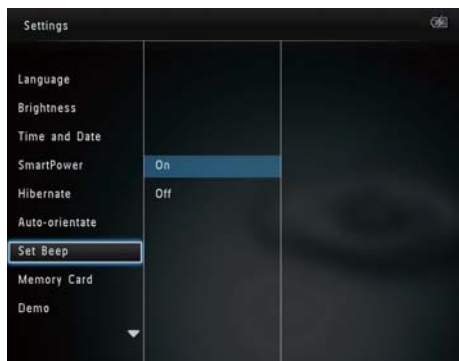 Settings
Language
Brightness
Time and Date
SmartPower
On
Hibernate
Off
Auto-orientate
Set Beep
Memory Card
Demo